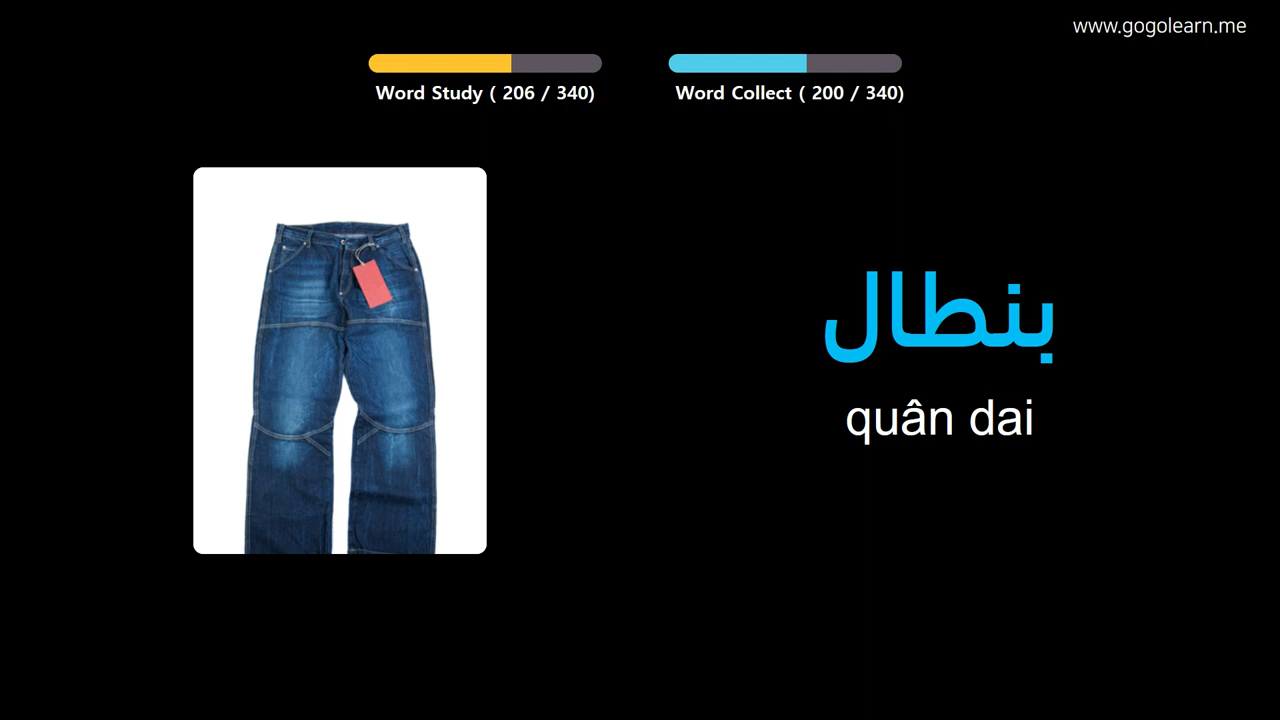 www.gogolearn.me
Word Study ( 206 / 340)
Word Collect ( 200 / 340)
بنطال
quân dai